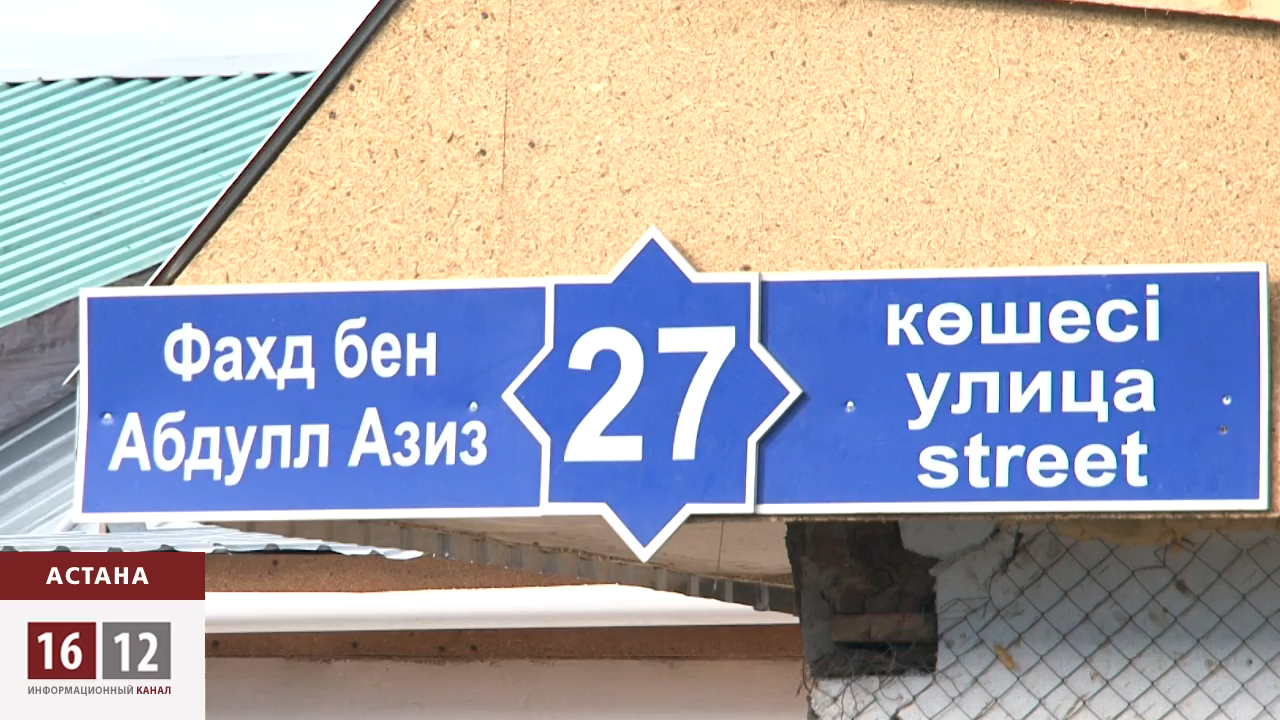 Фахд бен
Абдулл Азиз
27
көшесі
улица
street
АСТАНА
16 12
ИНФОРМАЦИОННЫЙ КАНАЛ